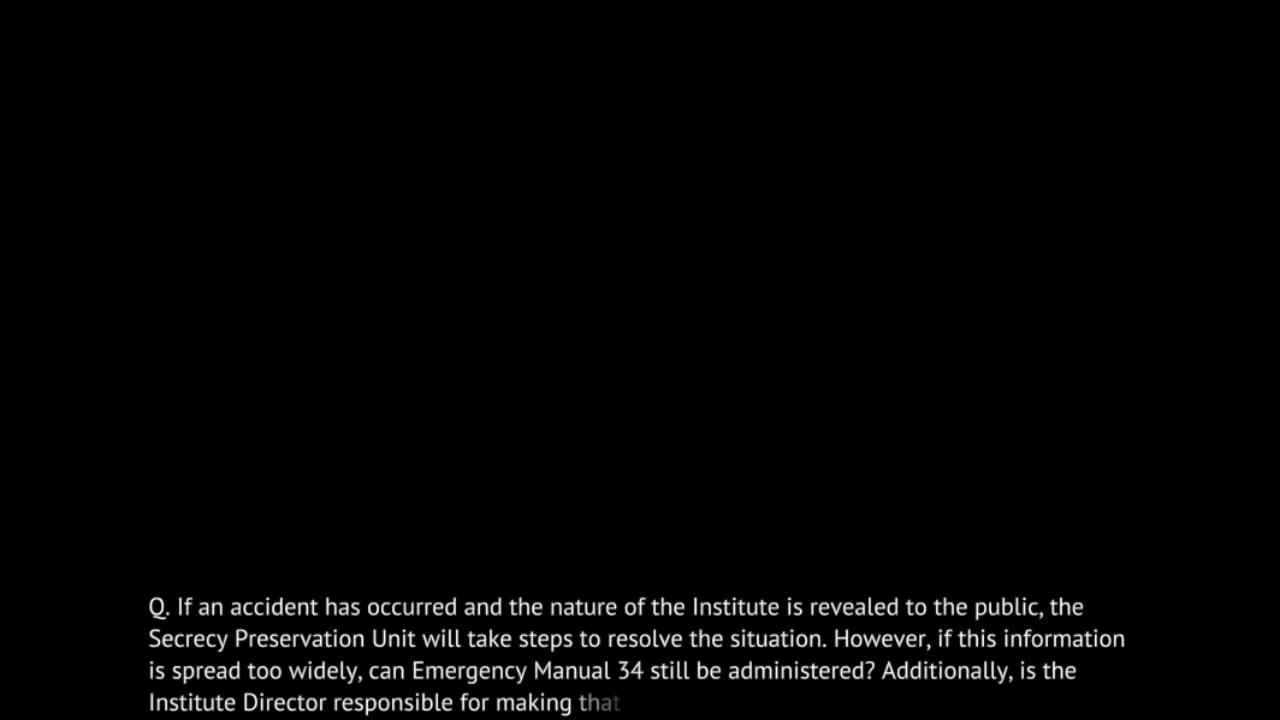 Q. If an accident has occurred and the nature of the Institute is revealed to the public, the
Secrecy Preservation Unit will take steps to resolve the situation. However, if this information
is spread too widely, can Emergency Manual 34 still be administered? Additionally, is the
Institute Director responsible for making that